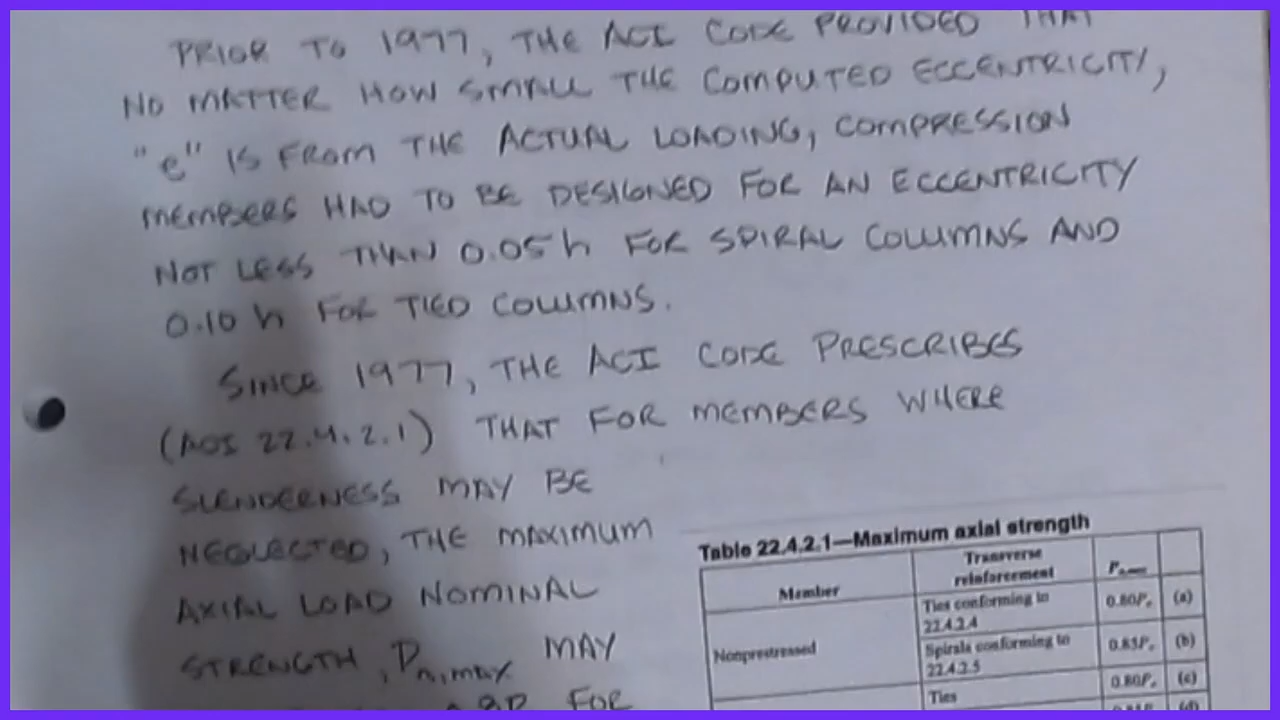 PRIOR TO 1977, THE ACI CODE PROVIDED THAT
NO MATTER HOW SMALL THE COMPUTED ECCENTRICITY,
"e" IS FROM THE ACTUAL LOADING, COMPRESSION
MEMBERS HAD TO BE DESIGNED FOR AN ECCENTRICITY
NOT LESS THAN 0.05h FOR SPIRAL COLUMNS AND
0.10 h FOR TIED COLUMNS.
SINCE 1977, THE ACI CODE PRESCRIBES
(ACI 22.4.2.1) THAT FOR MEMBERS WHERE
SLENDERNESS MAY BE
NEGLECTED, THE MAXIMUM
AXIAL LOAD NOMINAL
STRENGTH, Pn,max MAY
FOR
Table 22.4.2.1—Maximum axial strength
Member
Transverse
reinforcement
Pn,max
Nonprestressed
Ties conforming to
22.4.2.4
0.80Po
(a)
Spirals conforming to
22.4.2.5
0.85Po
(b)
Ties
0.80Po
(c)
(d)